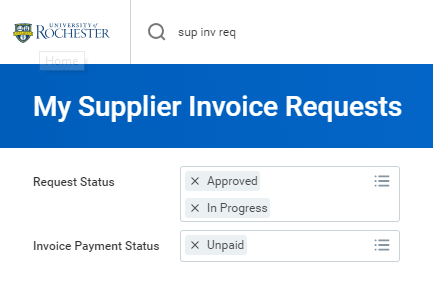 UNIVERSITY of
ROCHESTER
sup inv req
Home
My Supplier Invoice Requests
Request Status
× Approved
× In Progress
Invoice Payment Status
× Unpaid